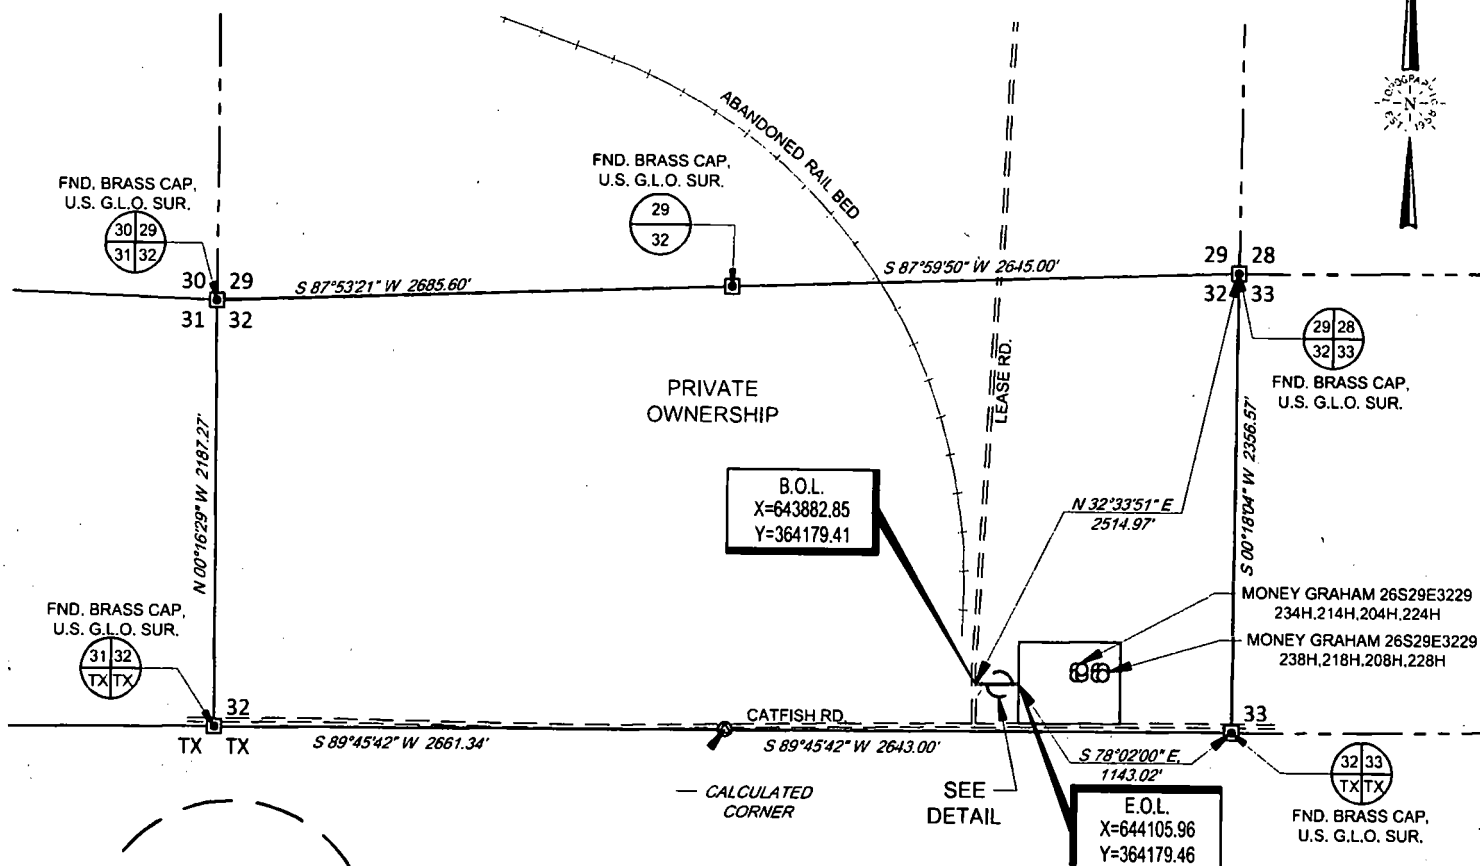 TOPOGRAPHIC
N
EST. 1958
ABANDONED RAIL BED
FND. BRASS CAP,
U.S. G.L.O. SUR.
29
32
FND. BRASS CAP,
U.S. G.L.O. SUR.
30 29
31 32
30 29
31 32
S 87°53'21" W 2685.60'
S 87°59'50" W 2645.00'
29 28
32 33
29 28
32 33
FND. BRASS CAP,
U.S. G.L.O. SUR.
PRIVATE
OWNERSHIP
LEASE RD.
N 00°16'29" W 2187.27'
S 00°18'04" W 2356.57'
B.O.L.
X=643882.85
Y=364179.41
N 32°33'51" E
2514.97'
MONEY GRAHAM 26S29E3229
234H,214H,204H,224H
MONEY GRAHAM 26S29E3229
238H,218H,208H,228H
FND. BRASS CAP,
U.S. G.L.O. SUR.
31 32
TX TX
32
TX TX
CATFISH RD.
33
S 89°45'42" W 2661.34'
S 89°45'42" W 2643.00'
S 78°02'00" E,
1143.02'
CALCULATED
CORNER
SEE
DETAIL
32 33
TX TX
FND. BRASS CAP,
U.S. G.L.O. SUR.
E.O.L.
X=644105.96
Y=364179.46